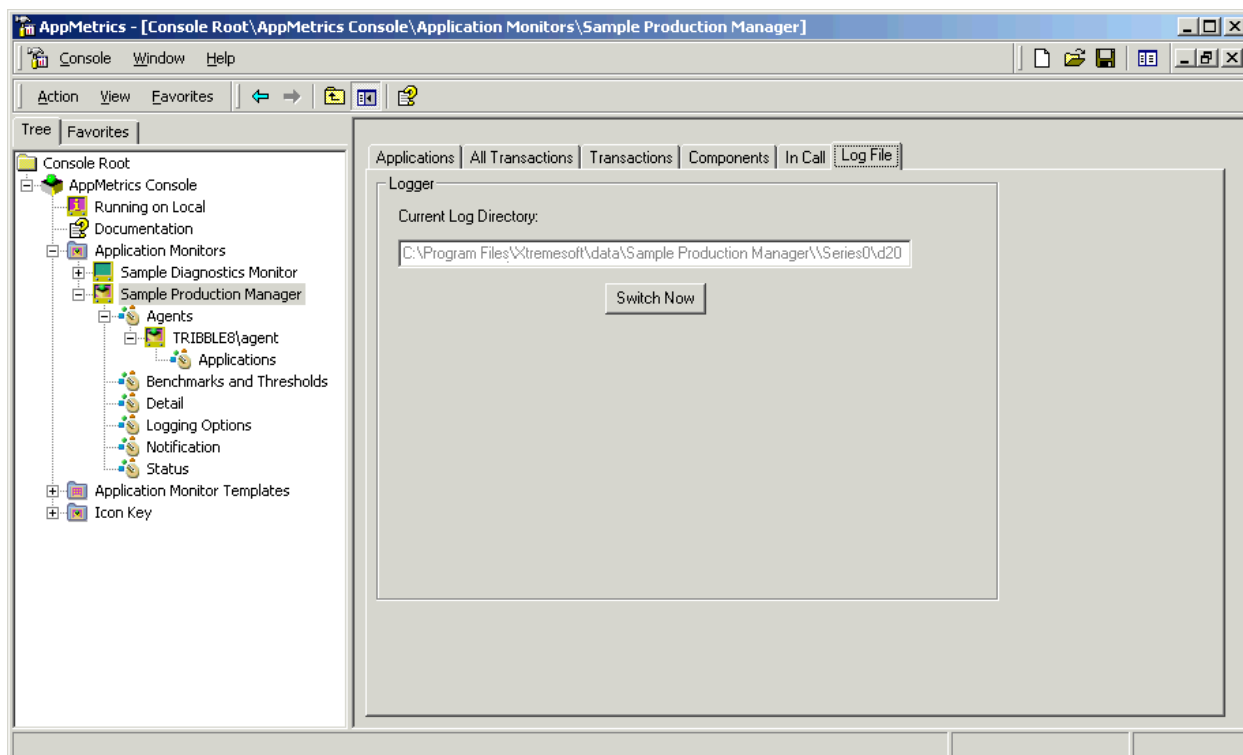 AppMetrics - [Console Root\AppMetrics Console\Application Monitors\Sample Production Manager]
Console Window Help
Action View Favorites
Tree Favorites
Console Root
AppMetrics Console
Running on Local
Documentation
Application Monitors
Sample Diagnostics Monitor
Sample Production Manager
Agents
TRIBBLE8\agent
Applications
Benchmarks and Thresholds
Detail
Logging Options
Notification
Status
Application Monitor Templates
Icon Key
Applications All Transactions Transactions Components In Call Log File
Logger
Current Log Directory:
C:\Program Files\Xtremesoft\data\Sample Production Manager\\Series0\d20
Switch Now